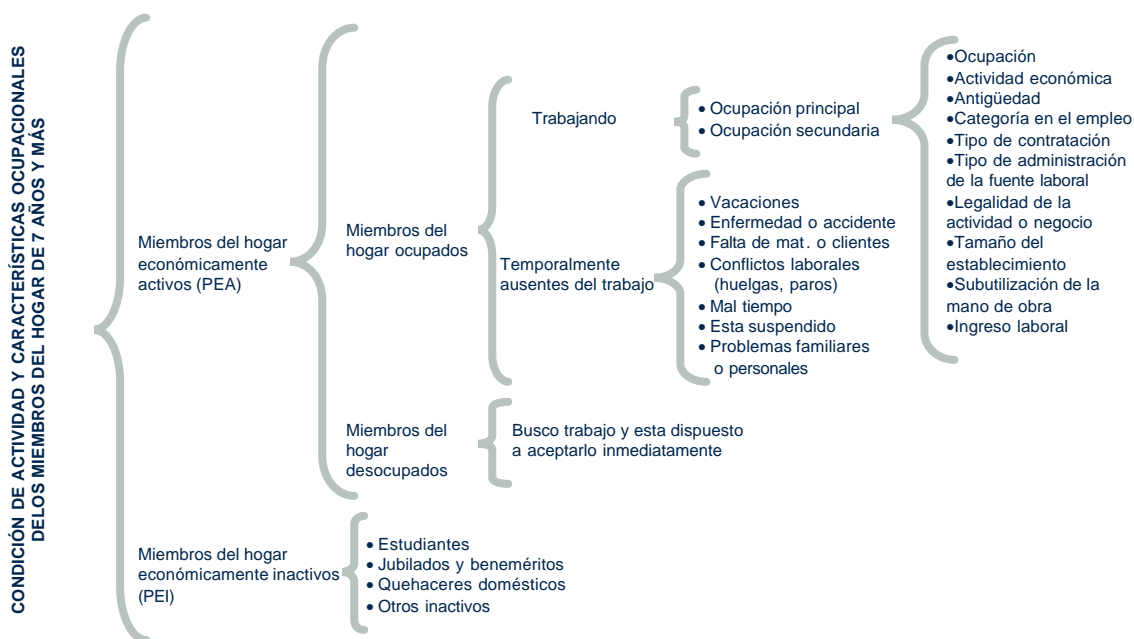 CONDICIÓN DE ACTIVIDAD Y CARACTERÍSTICAS OCUPACIONALES
DELOS MIEMBROS DEL HOGAR DE 7 AÑOS Y MÁS
Miembros del hogar
económicamente
activos (PEA)
Miembros del
hogar ocupados
Trabajando
• Ocupación principal
• Ocupación secundaria
•Ocupación
•Actividad económica
•Antigüedad
•Categoría en el empleo
•Tipo de contratación
•Tipo de administración
de la fuente laboral
•Legalidad de la
actividad o negocio
•Tamaño del
establecimiento
•Subutilización de la
mano de obra
•Ingreso laboral
Temporalmente
ausentes del trabajo
• Vacaciones
• Enfermedad o accidente
• Falta de mat. o clientes
• Conflictos laborales
(huelgas, paros)
• Mal tiempo
• Esta suspendido
• Problemas familiares
o personales
Miembros del
hogar
desocupados
Busco trabajo y esta dispuesto
a aceptarlo inmediatamente
Miembros del hogar
económicamente inactivos
(PEI)
• Estudiantes
• Jubilados y beneméritos
• Quehaceres domésticos
• Otros inactivos